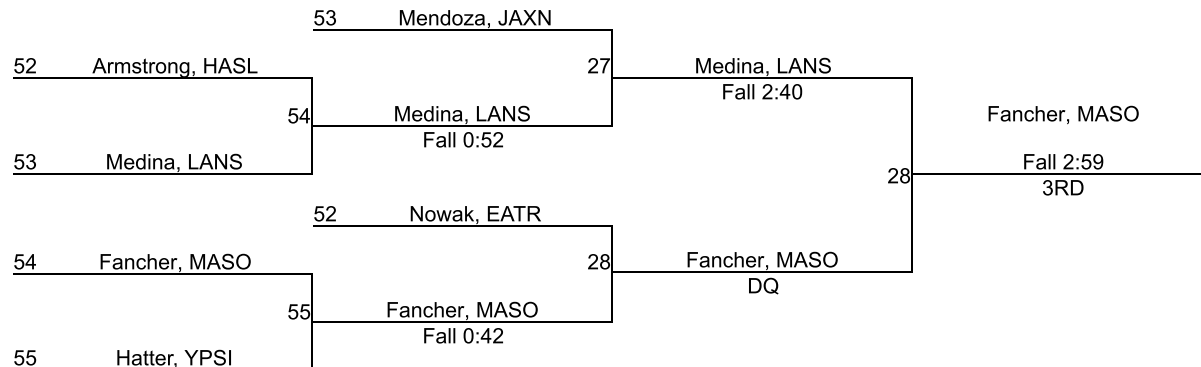 53 Mendoza, JAXN
52 Armstrong, HASL
27 Medina, LANS
Fall 2:40
54 Medina, LANS
Fall 0:52
Fancher, MASO
53 Medina, LANS
Fall 2:59
28
3RD
52 Nowak, EATR
54 Fancher, MASO
28 Fancher, MASO
DQ
55 Fancher, MASO
Fall 0:42
55 Hatter, YPSI